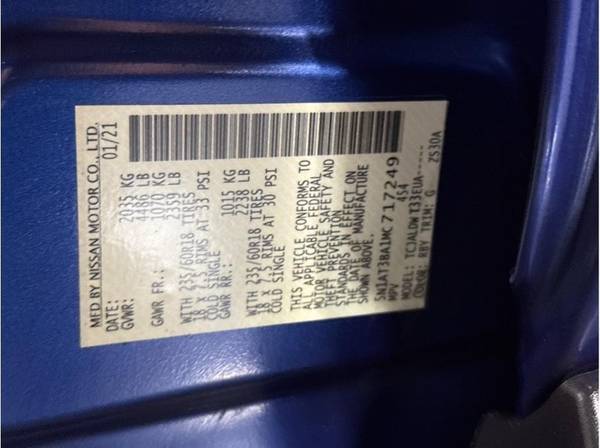 MFD BY NISSAN MOTOR CO., LTD.
DATE: 01/21
GVWR: 2035 KG
4486 LB
GAWR FR.: 1070 KG
2359 LB
WITH 235/60R18 TIRES
18 X 7.5 RIMS AT 33 PSI
COLD SINGLE
GAWR RR.: 1015 KG
2238 LB
WITH 235/60R18 TIRES
18 X 7.5 RIMS AT 30 PSI
COLD SINGLE
THIS VEHICLE CONFORMS TO
ALL APPLICABLE FEDERAL
MOTOR VEHICLE SAFETY AND
THEFT PREVENTION
STANDARDS IN EFFECT ON
THE DATE OF MANUFACTURE
SHOWN ABOVE.
5N1AT3BA1MC717249
MPV 454
MODEL: TCJALDW T33EUA-----
COLOR: RBY TRIM: G ZS30A